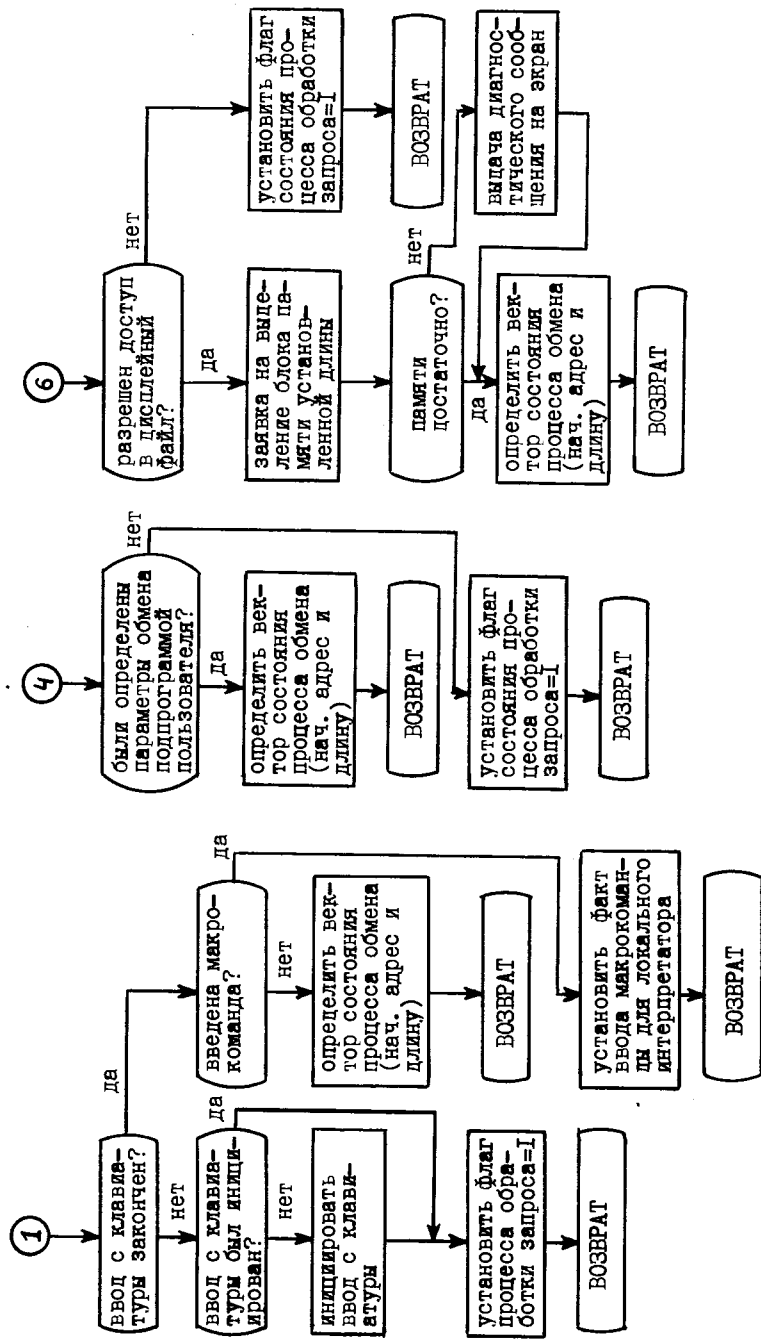 1
ввод с клавиа-
туры закончен?
да
нет
ввод с клавиа-
туры был иници-
ирован?
да
нет
инициировать
ввод с клави-
атуры
установить флаг
процесса обра-
ботки запроса=I
ВОЗВРАТ
введена макро-
команда?
да
нет
определить век-
тор состояния
процесса обмена
(нач. адрес и
длину)
ВОЗВРАТ
установить факт
ввода макрокоман-
ды для локального
интерпретатора
ВОЗВРАТ
4
были определены
параметры обмена
подпрограммой
пользователя?
нет
да
определить век-
тор состояния
процесса обмена
(нач. адрес и
длину)
ВОЗВРАТ
установить флаг
состояния про-
цесса обработки
запроса=I
ВОЗВРАТ
6
разрешен доступ
в дисплейный
файл?
нет
да
заявка на выде-
ление блока па-
мяти установ-
ленной длины
памяти
достаточно?
нет
да
определить век-
тор состояния
процесса обмена
(нач. адрес и
длину)
ВОЗВРАТ
установить флаг
состояния про-
цесса обработки
запроса=I
ВОЗВРАТ
выдача диагнос-
тического сооб-
щения на экран